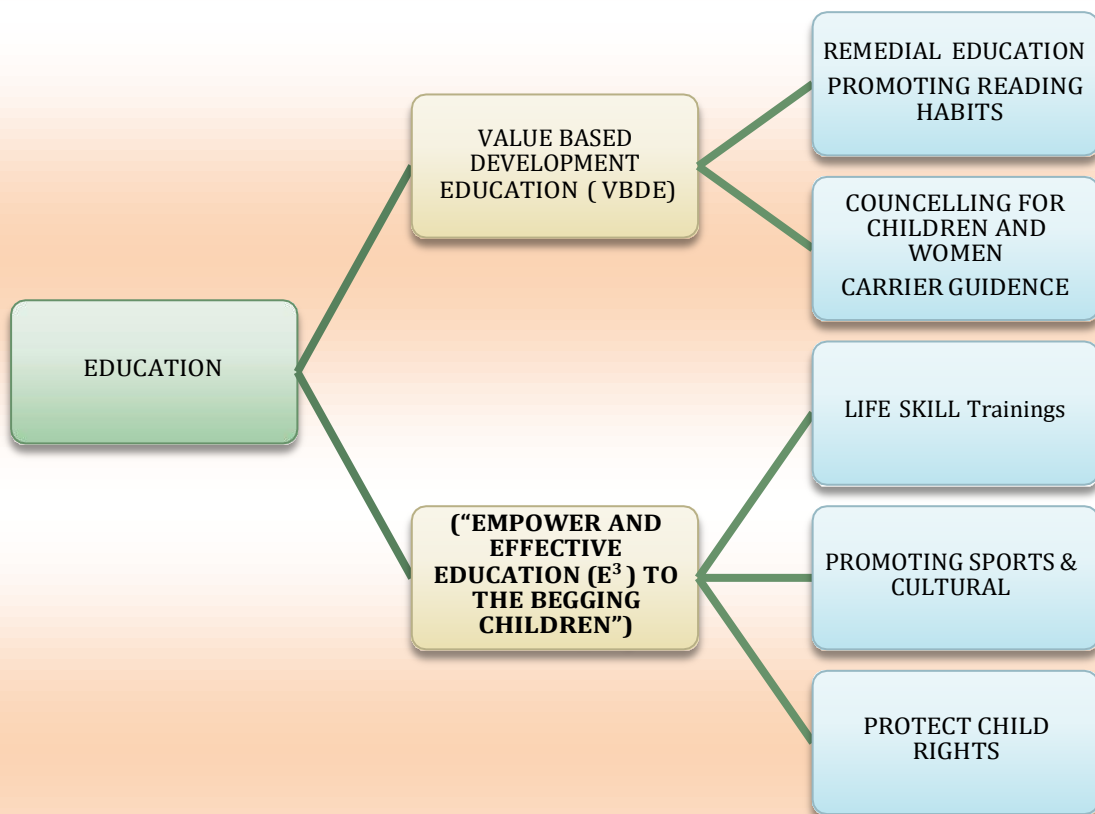 EDUCATION
VALUE BASED
DEVELOPMENT
EDUCATION ( VBDE)
REMEDIAL EDUCATION
PROMOTING READING
HABITS
COUNCELLING FOR
CHILDREN AND
WOMEN
CARRIER GUIDENCE
(“EMPOWER AND
EFFECTIVE
EDUCATION (E³ ) TO
THE BEGGING
CHILDREN”)
LIFE SKILL Trainings
PROMOTING SPORTS &
CULTURAL
PROTECT CHILD
RIGHTS